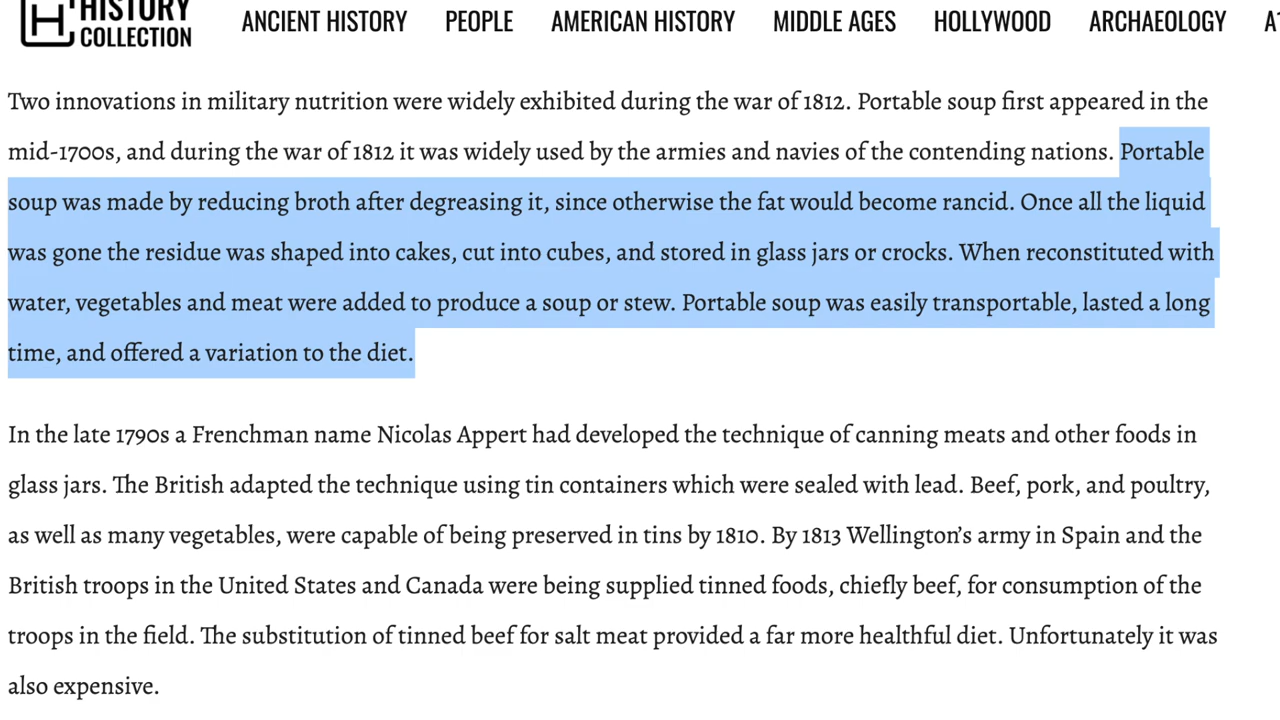 HISTORY
COLLECTION
ANCIENT HISTORY PEOPLE AMERICAN HISTORY MIDDLE AGES HOLLYWOOD ARCHAEOLOGY
Two innovations in military nutrition were widely exhibited during the war of 1812. Portable soup first appeared in the
mid-1700s, and during the war of 1812 it was widely used by the armies and navies of the contending nations. Portable
soup was made by reducing broth after degreasing it, since otherwise the fat would become rancid. Once all the liquid
was gone the residue was shaped into cakes, cut into cubes, and stored in glass jars or crocks. When reconstituted with
water, vegetables and meat were added to produce a soup or stew. Portable soup was easily transportable, lasted a long
time, and offered a variation to the diet.
In the late 1790s a Frenchman name Nicolas Appert had developed the technique of canning meats and other foods in
glass jars. The British adapted the technique using tin containers which were sealed with lead. Beef, pork, and poultry,
as well as many vegetables, were capable of being preserved in tins by 1810. By 1813 Wellington’s army in Spain and the
British troops in the United States and Canada were being supplied tinned foods, chiefly beef, for consumption of the
troops in the field. The substitution of tinned beef for salt meat provided a far more healthful diet. Unfortunately it was
also expensive.